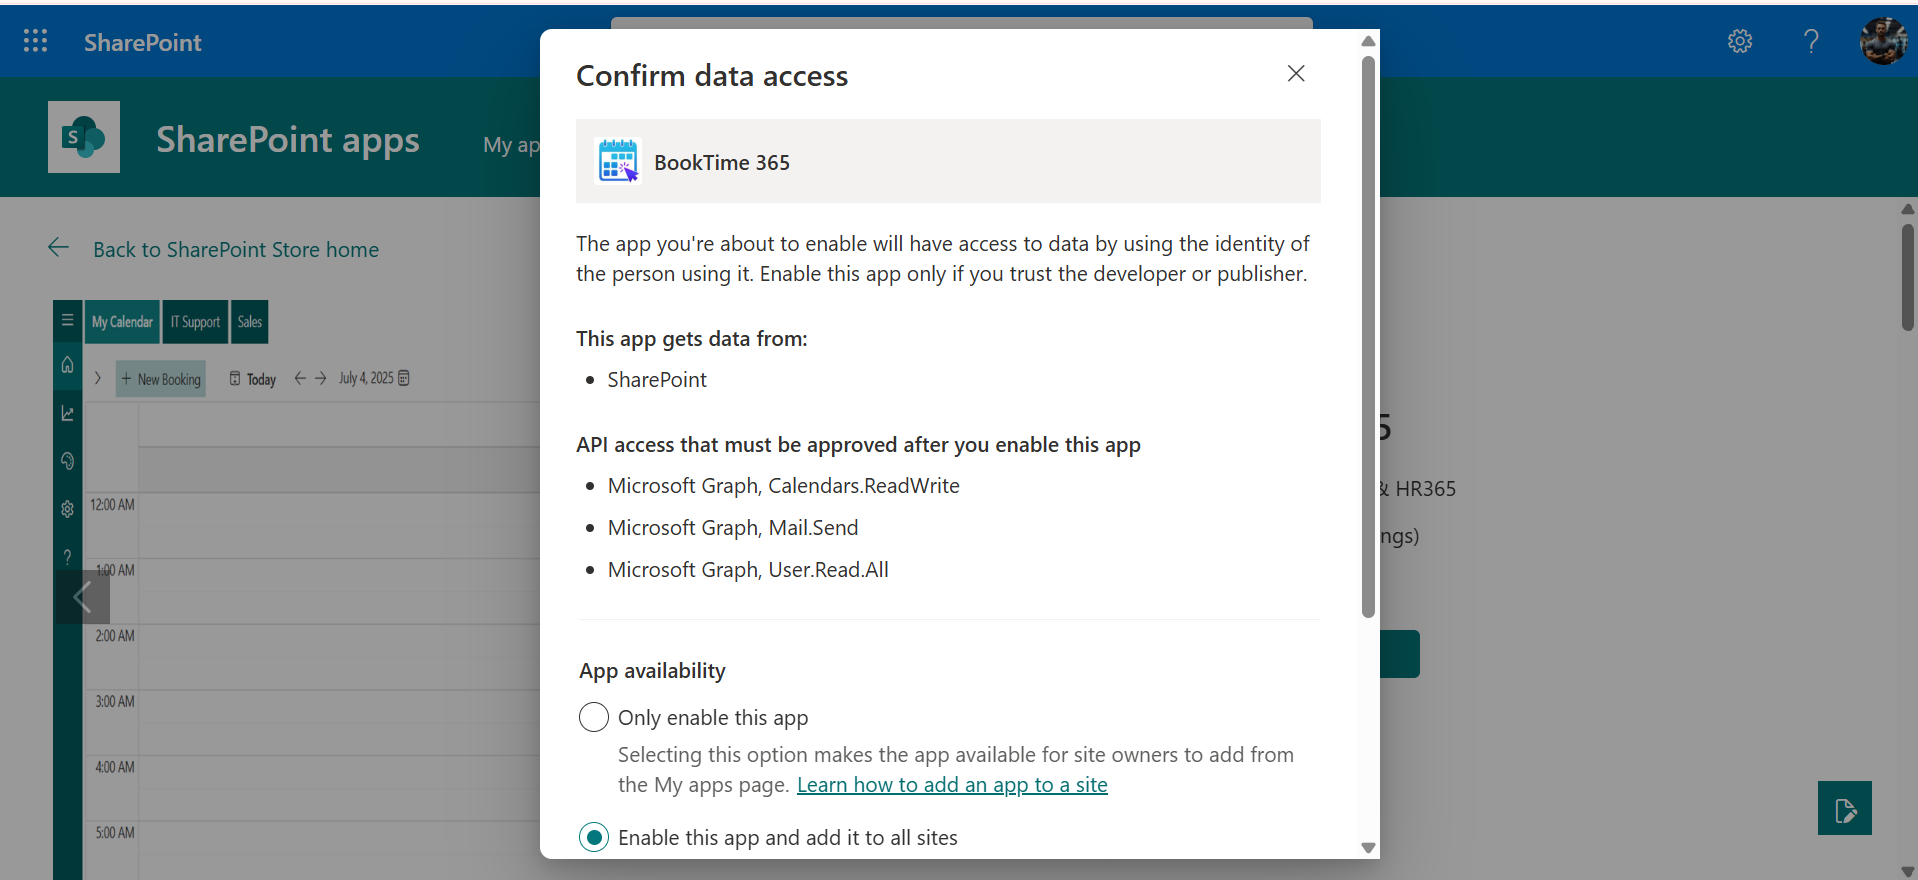 SharePoint
?
S
SharePoint apps
My ap
Back to SharePoint Store home
My Calendar
IT Support
Sales
+ New Booking
Today
July 4, 2025
?
12:00 AM
1:00 AM
2:00 AM
3:00 AM
4:00 AM
5:00 AM
Confirm data access
BookTime 365
The app you're about to enable will have access to data by using the identity of
the person using it. Enable this app only if you trust the developer or publisher.
This app gets data from:
• SharePoint
API access that must be approved after you enable this app
• Microsoft Graph, Calendars.ReadWrite
• Microsoft Graph, Mail.Send
• Microsoft Graph, User.Read.All
App availability
Only enable this app
Selecting this option makes the app available for site owners to add from
the My apps page. Learn how to add an app to a site
Enable this app and add it to all sites
5
& HR365
ngs)